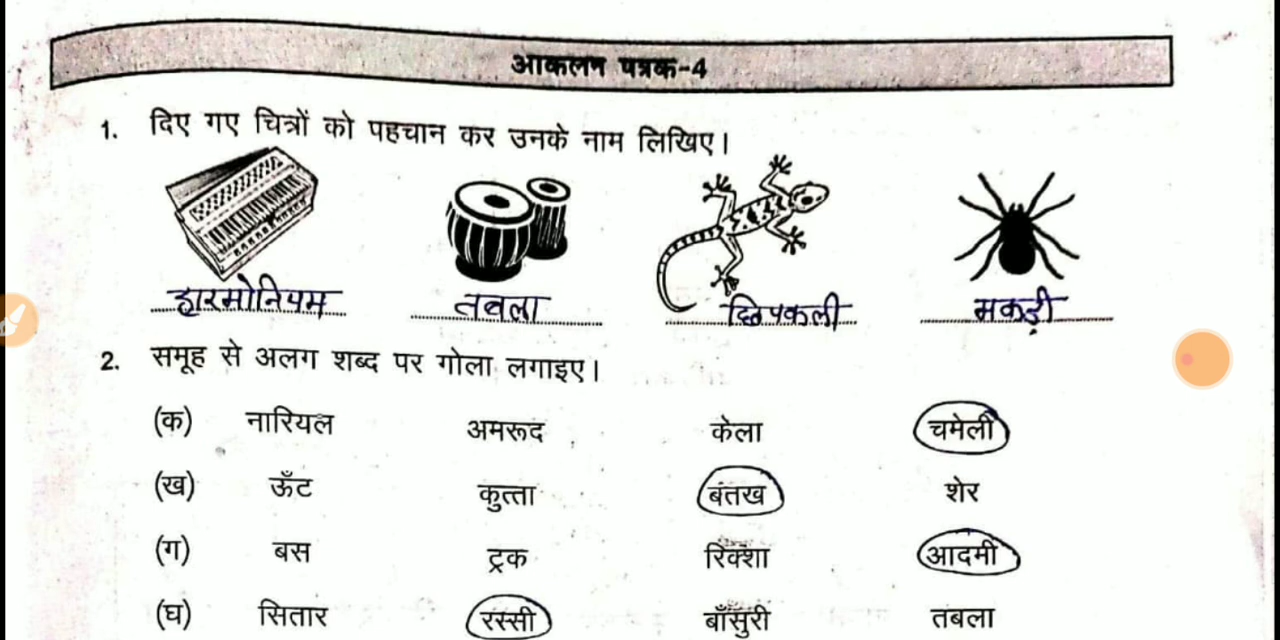 आकलन पत्रक-4
1. दिए गए चित्रों को पहचान कर उनके नाम लिखिए।
हारमोनियम तबला छिपकली मकड़ी
2. समूह से अलग शब्द पर गोला लगाइए।
(क) नारियल अमरूद केला चमेली
(ख) ऊँट कुत्ता बतख शेर
(ग) बस ट्रक रिक्शा आदमी
(घ) सितार रस्सी बाँसुरी तबला